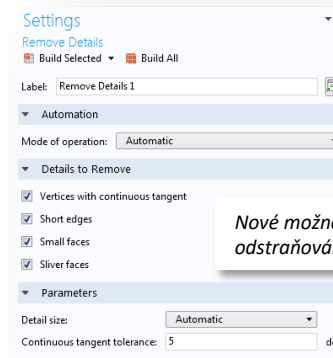 Settings
Remove Details
Build Selected Build All
Label: Remove Details 1
Automation
Mode of operation: Automatic
Details to Remove
Vertices with continuous tangent
Short edges
Small faces
Sliver faces
Nové možno
odstraňová
Parameters
Detail size: Automatic
Continuous tangent tolerance: 5